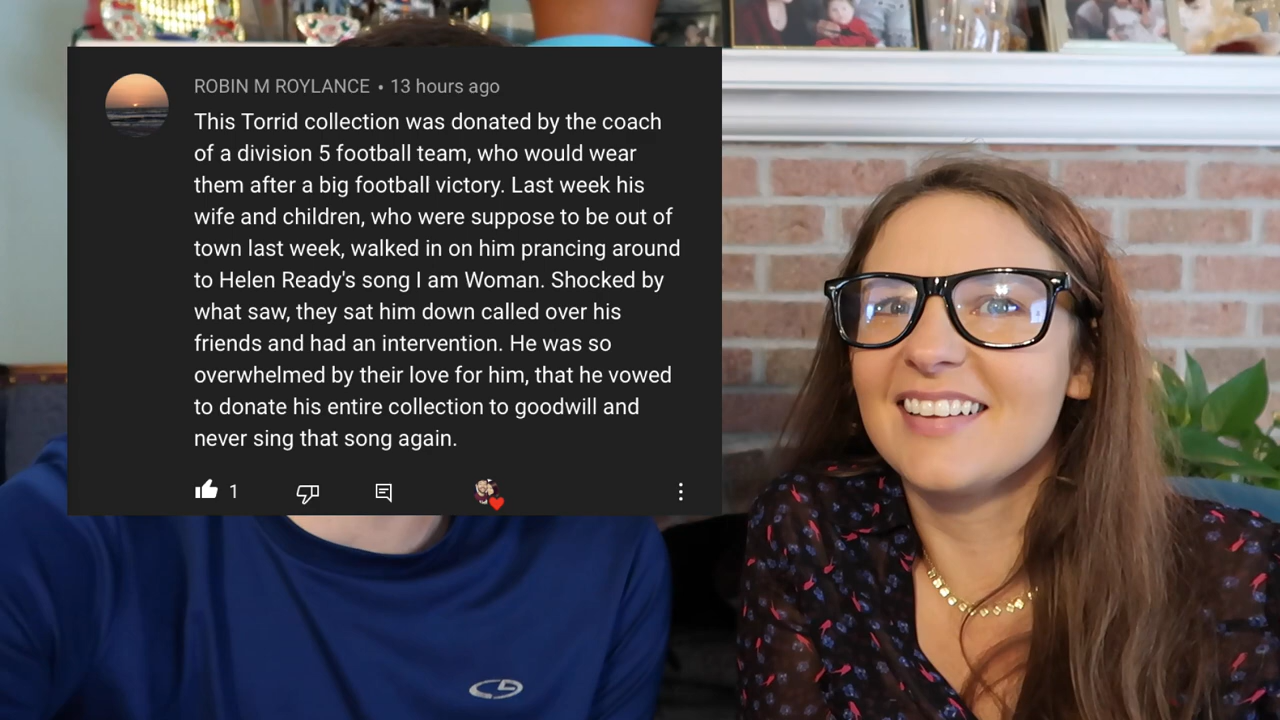 ROBIN M ROYLANCE • 13 hours ago
This Torrid collection was donated by the coach
of a division 5 football team, who would wear
them after a big football victory. Last week his
wife and children, who were suppose to be out of
town last week, walked in on him prancing around
to Helen Ready's song I am Woman. Shocked by
what saw, they sat him down called over his
friends and had an intervention. He was so
overwhelmed by their love for him, that he vowed
to donate his entire collection to goodwill and
never sing that song again.
1